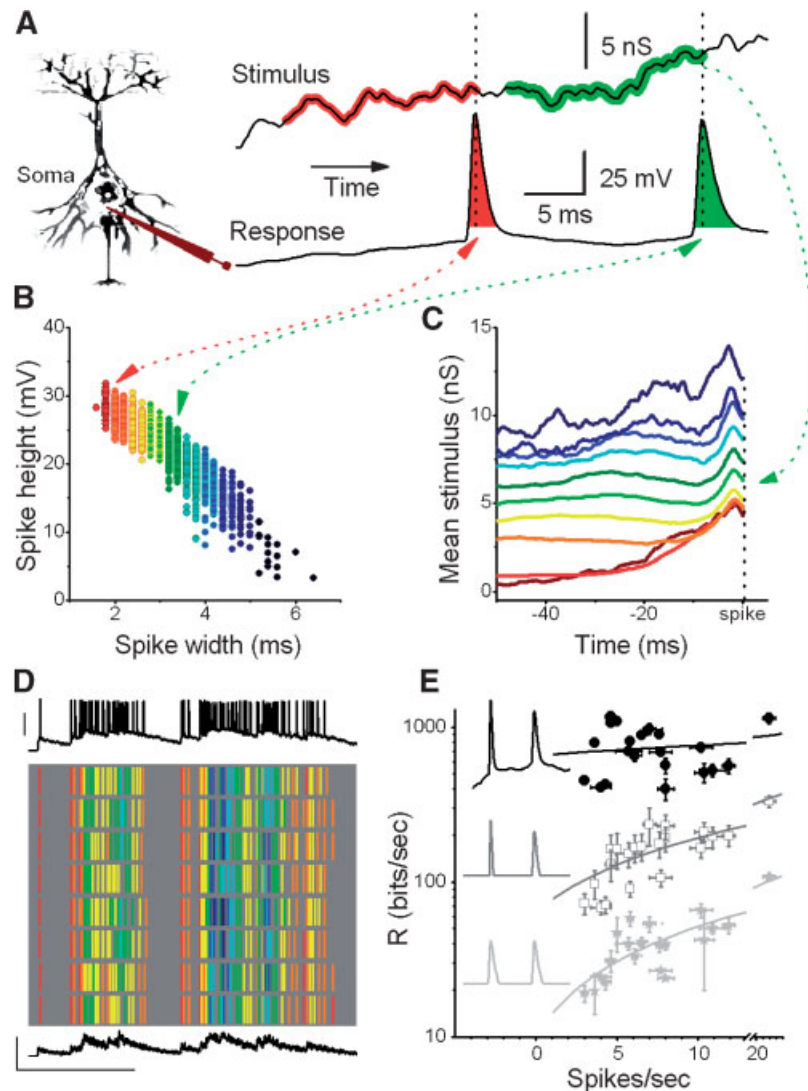 A
Stimulus
5 nS
Soma
Time
25 mV
5 ms
Response
B
40
30
20
10
0
Spike height (mV)
2
4
6
Spike width (ms)
C
15
10
5
0
Mean stimulus (nS)
-40
-20
spike
Time (ms)
D
E
1000
100
10
R (bits/sec)
0
5
10
20
Spikes/sec